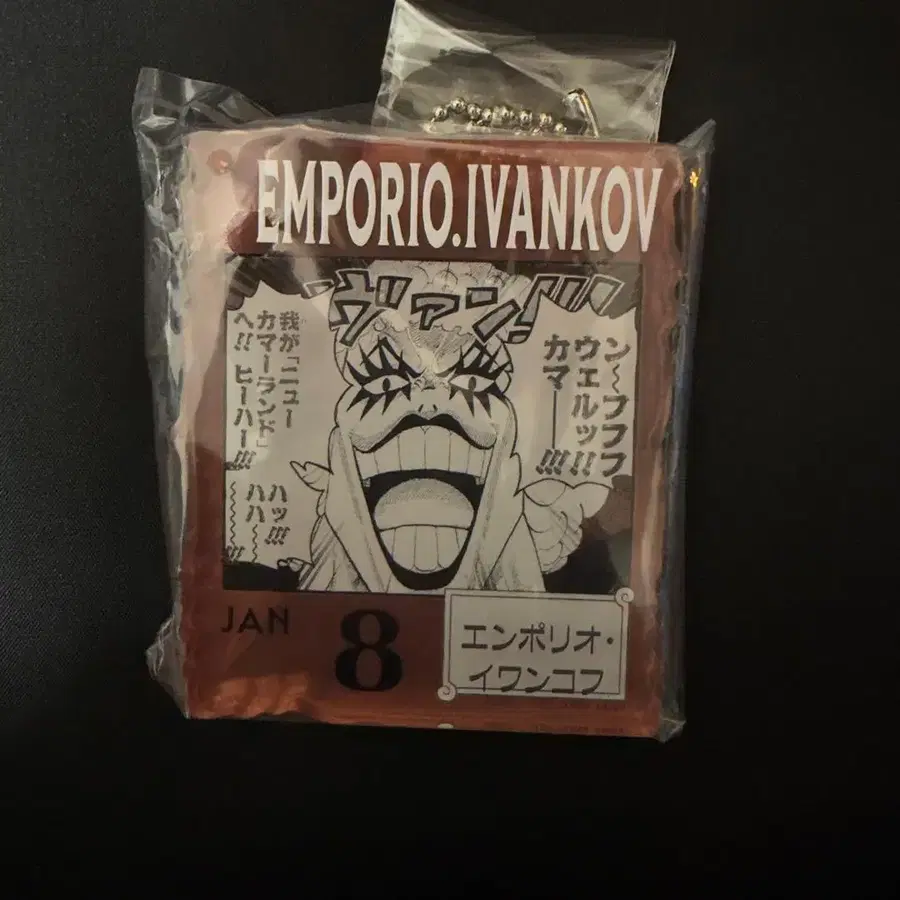 EMPORIO.IVANKOV
ヴァン!!!
ン〜フフフ
ウェルッ!!
カマー——!!!
我が「ニュー
カマーランド」
へ!! ヒーハー!!!
ハッ!!!
ハハ
JAN
8
エンポリオ・
イワンコフ